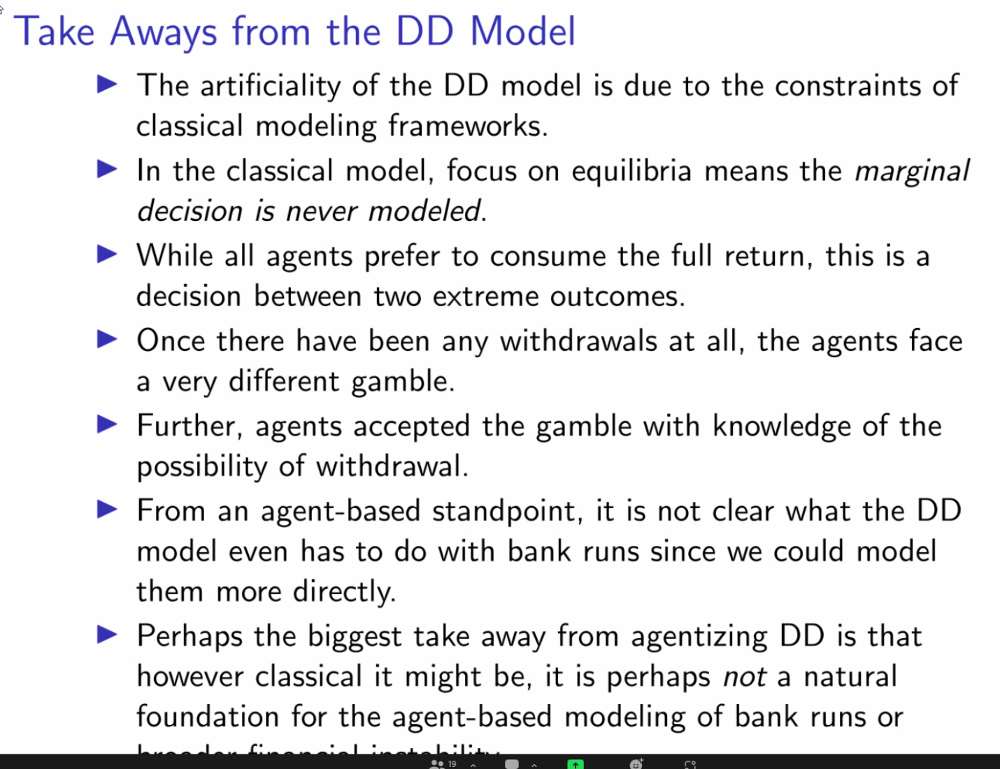 Take Aways from the DD Model
The artificiality of the DD model is due to the constraints of
classical modeling frameworks.
In the classical model, focus on equilibria means the marginal
decision is never modeled.
While all agents prefer to consume the full return, this is a
decision between two extreme outcomes.
Once there have been any withdrawals at all, the agents face
a very different gamble.
Further, agents accepted the gamble with knowledge of the
possibility of withdrawal.
From an agent-based standpoint, it is not clear what the DD
model even has to do with bank runs since we could model
them more directly.
Perhaps the biggest take away from agentizing DD is that
however classical it might be, it is perhaps not a natural
foundation for the agent-based modeling of bank runs or
broader financial instability.
19